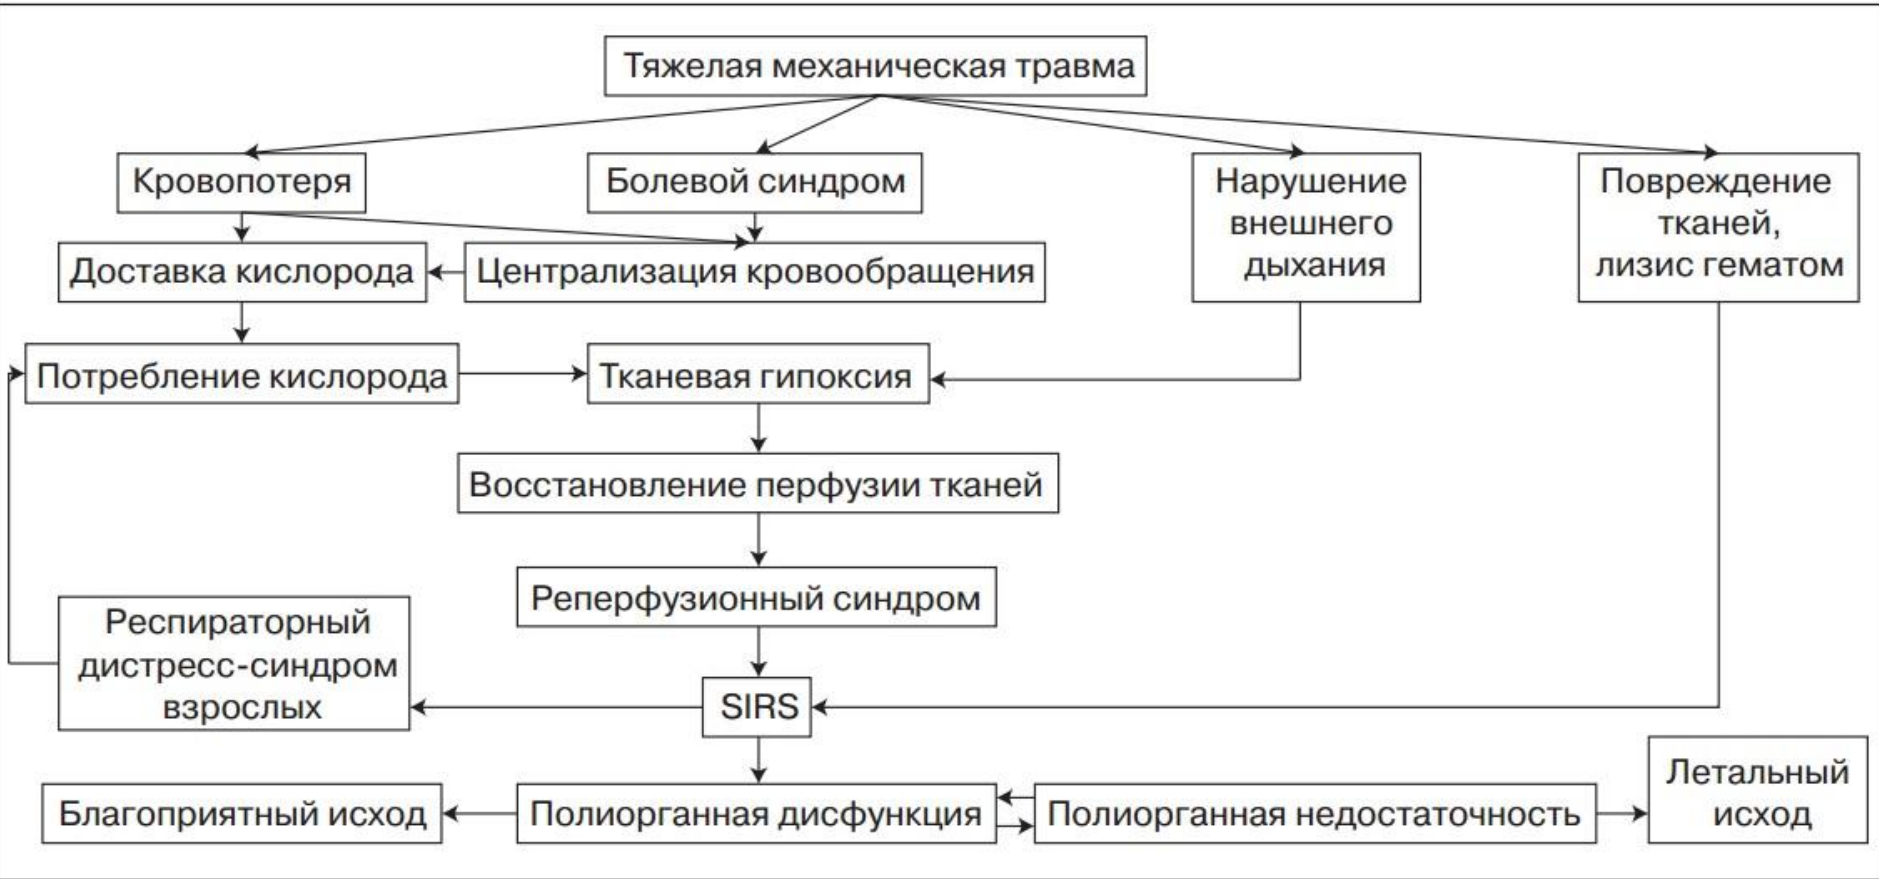 Тяжелая механическая травма
Кровопотеря
Болевой синдром
Нарушение
внешнего
дыхания
Повреждение
тканей,
лизис гематом
Доставка кислорода
Централизация кровообращения
Потребление кислорода
Тканевая гипоксия
Восстановление перфузии тканей
Реперфузионный синдром
Респираторный
дистресс-синдром
взрослых
SIRS
Благоприятный исход
Полиорганная дисфункция
Полиорганная недостаточность
Летальный
исход